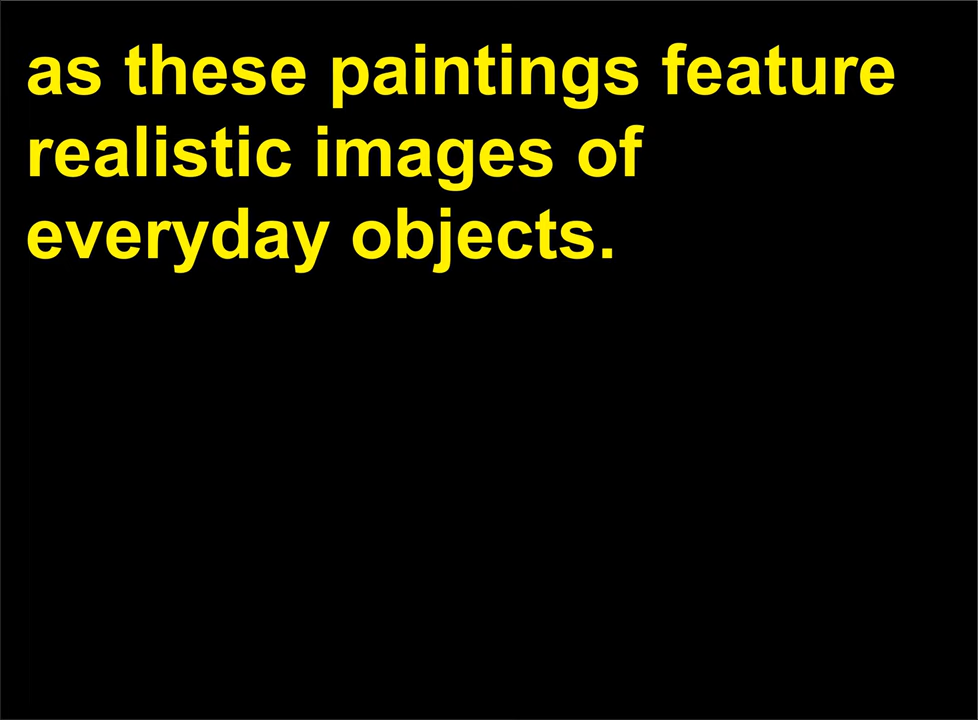 as these paintings feature
realistic images of
everyday objects.